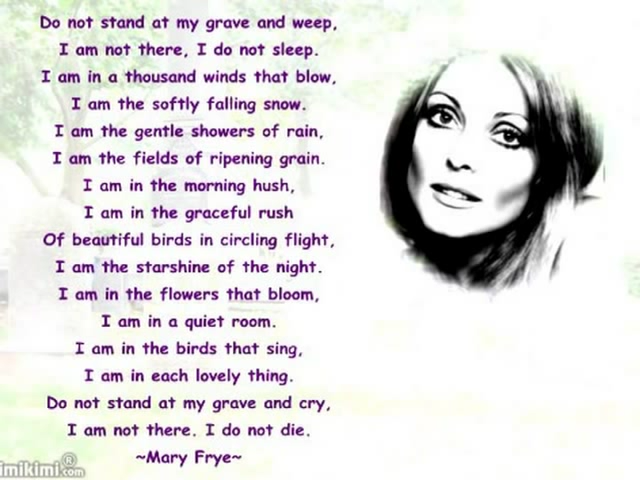 Do not stand at my grave and weep,
I am not there, I do not sleep.
I am in a thousand winds that blow,
I am the softly falling snow.
I am the gentle showers of rain,
I am the fields of ripening grain.
I am in the morning hush,
I am in the graceful rush
Of beautiful birds in circling flight,
I am the starshine of the night.
I am in the flowers that bloom,
I am in a quiet room.
I am in the birds that sing,
I am in each lovely thing.
Do not stand at my grave and cry,
I am not there. I do not die.
~Mary Frye~
imikimi®.com